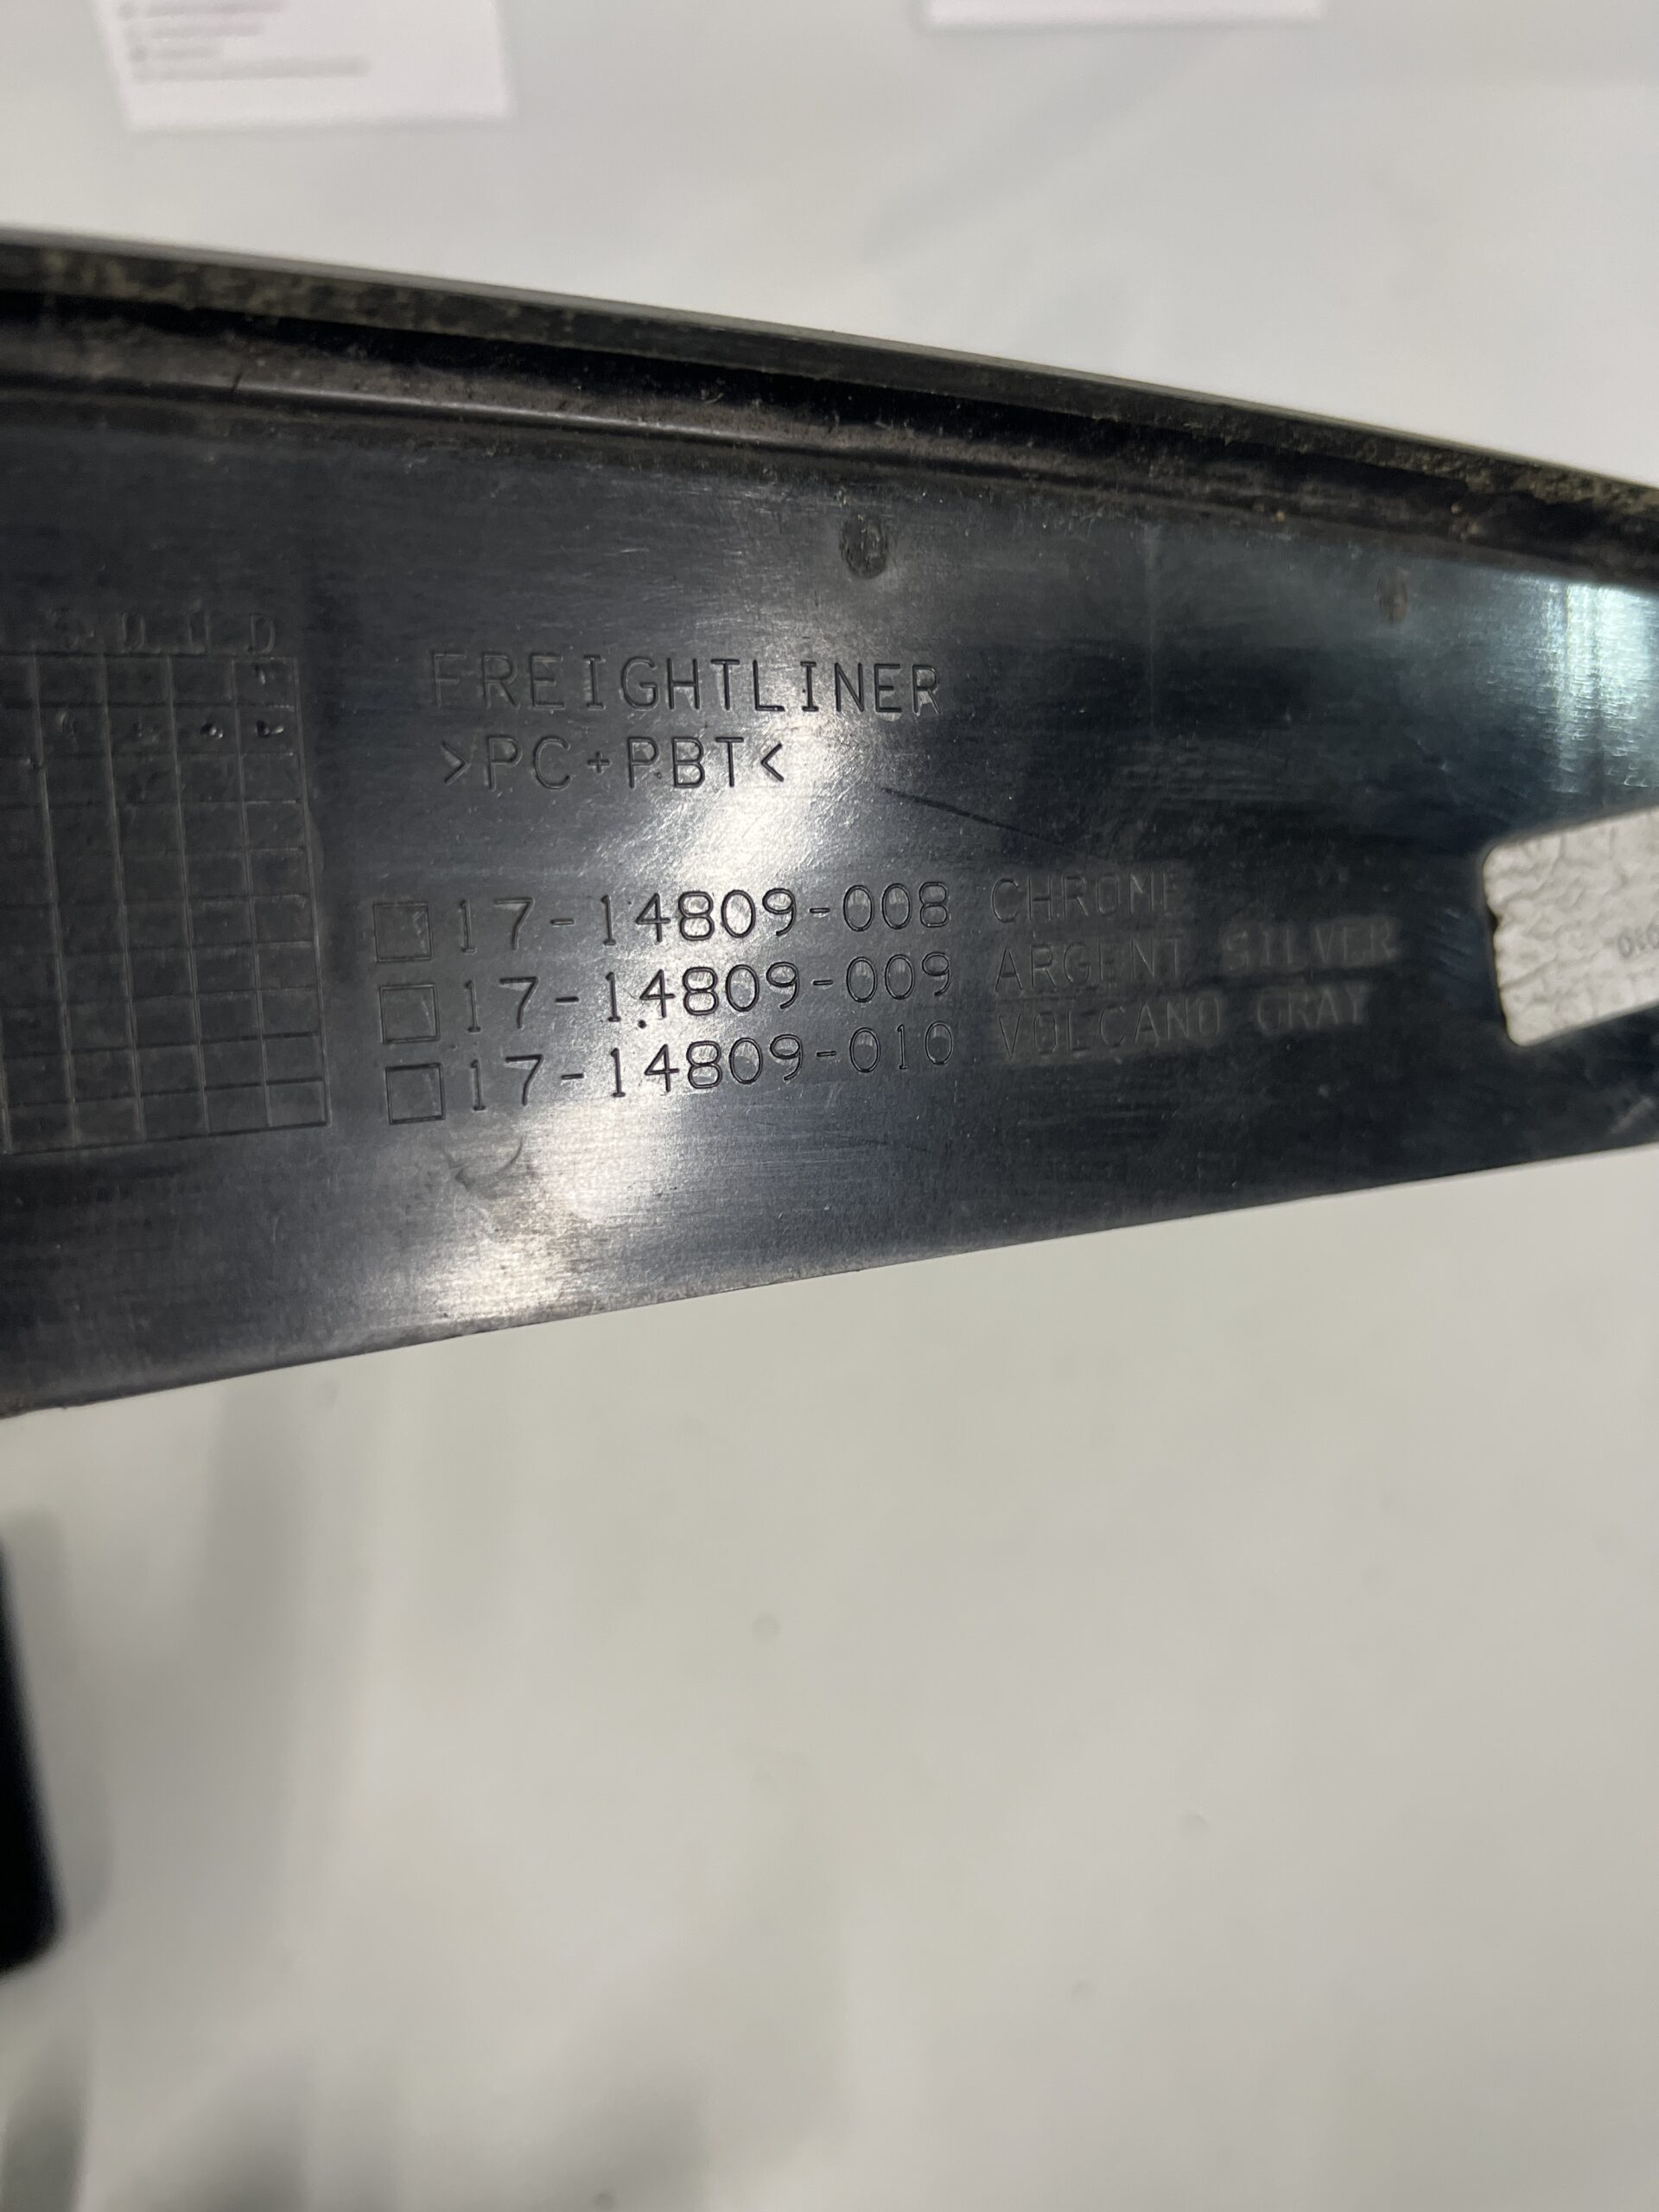 FREIGHTLINER
>PC+PBT<
17-14809-008 CHROME
17-14809-009 ARGENT SILVER
17-14809-010 VOLCANO GRAY